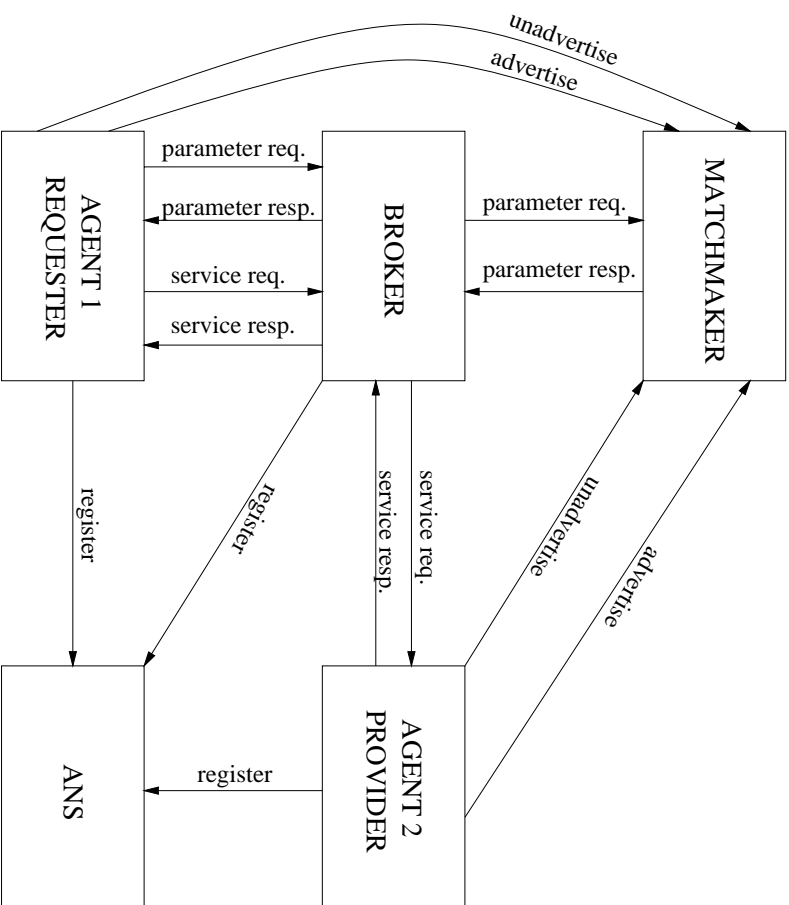 unadvertise
advertise
parameter req.
parameter resp.
service req.
service resp.
AGENT 1
REQUESTER
BROKER
parameter req.
parameter resp.
MATCHMAKER
register
register
service resp.
service req.
unadvertise
advertise
ANS
register
AGENT 2
PROVIDER